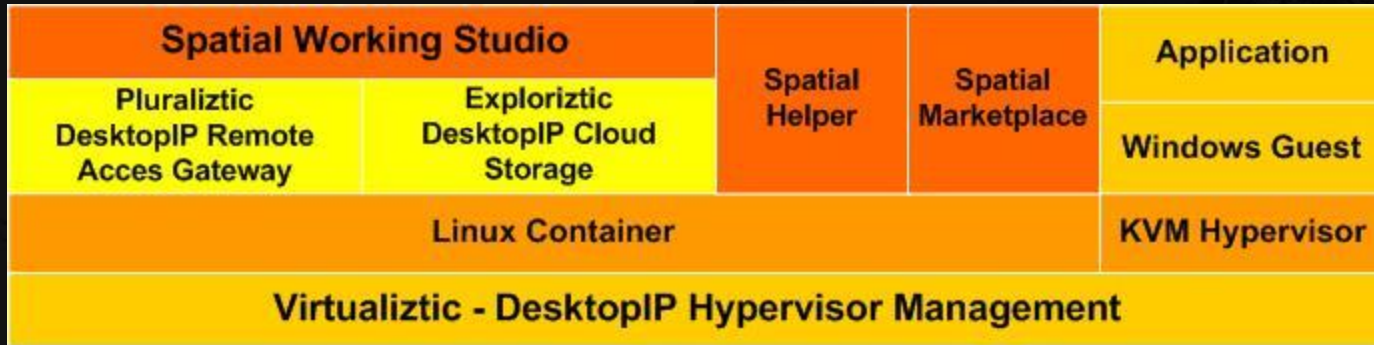 Spatial Working Studio
Pluraliztic
DesktopIP Remote
Acces Gateway
Exploriztic
DesktopIP Cloud
Storage
Spatial
Helper
Spatial
Marketplace
Application
Windows Guest
Linux Container
KVM Hypervisor
Virtualiztic - DesktopIP Hypervisor Management